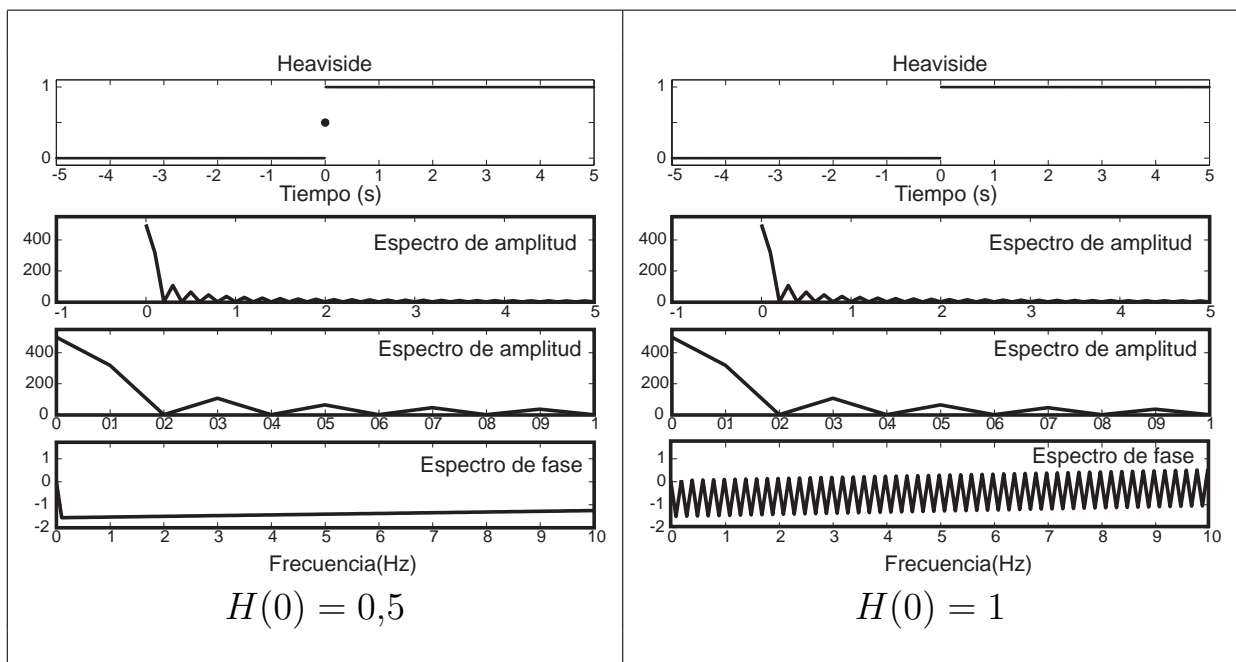 Heaviside
1
0
-5 -4 -3 -2 -1 0 1 2 3 4 5
Tiempo (s)
Espectro de amplitud
400
200
0
-1 0 1 2 3 4 5
Espectro de amplitud
400
200
0
0 01 02 03 04 05 06 07 08 09 1
Espectro de fase
1
0
-1
-2
0 1 2 3 4 5 6 7 8 9 10
Frecuencia(Hz)
H(0) = 0,5
Heaviside
1
0
-5 -4 -3 -2 -1 0 1 2 3 4 5
Tiempo (s)
Espectro de amplitud
400
200
0
-1 0 1 2 3 4 5
Espectro de amplitud
400
200
0
0 01 02 03 04 05 06 07 08 09 1
Espectro de fase
1
0
-1
-2
0 1 2 3 4 5 6 7 8 9 10
Frecuencia(Hz)
H(0) = 1